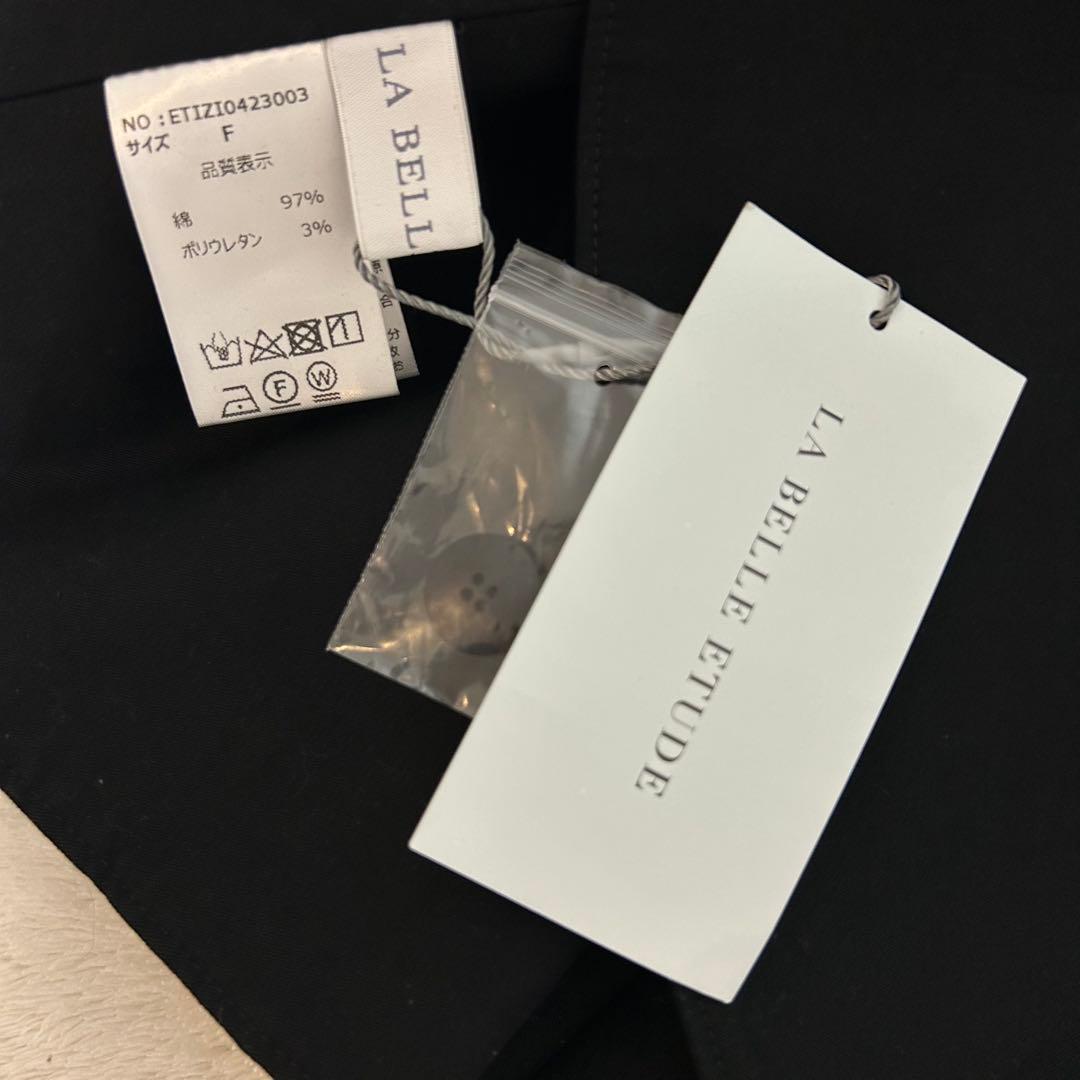 NO :ETIZI0423003
サイズ F
品質表示
綿 97%
ポリウレタン 3%
F W
LA BELL
LA BELLE ETUDE